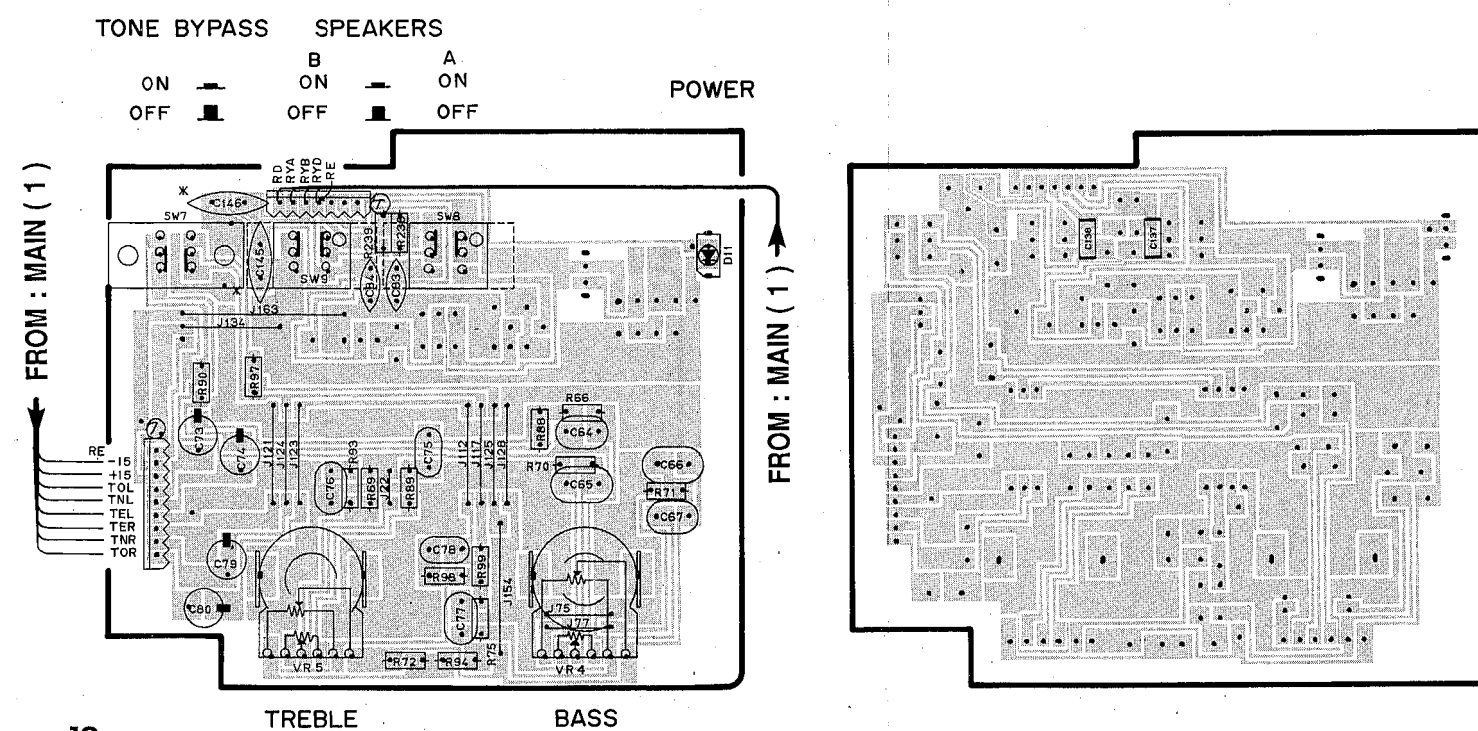 TONE BYPASS SPEAKERS
B A
ON ON ON
OFF OFF OFF
POWER
FROM : MAIN ( 1 )
RD
RYA
RYB
RYD
RE
C146
SW7
C145
SW9
R239
SW8
C84
C83
D11
J163
J134
FROM : MAIN ( 1 )
R90
R97
C73
C74
J121
J124
J123
R93
C76
R69
J22
R89
C75
J112
J117
J125
J128
R88
R66
C64
R70
C65
C66
R71
C67
RE
-15
+15
TOL
TNL
TEL
TER
TNR
TOR
C79
C80
C78
R98
R99
C77
J154
R75
J75
J77
VR5
R72
R94
VR4
TREBLE
BASS
C138
C137